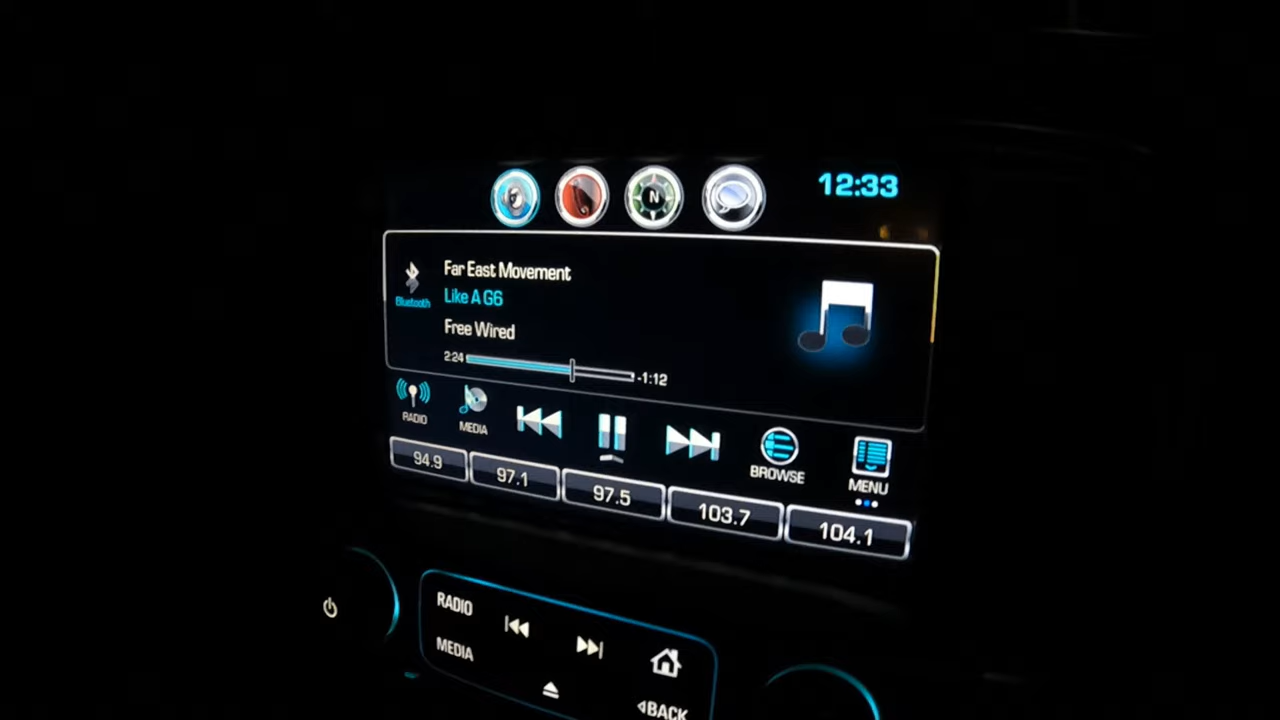 N
12:33
Far East Movement
Bluetooth
Like A G6
Free Wired
2:24
-1:12
RADIO
MEDIA
BROWSE
MENU
94.9
97.1
97.5
103.7
104.1
RADIO
MEDIA
BACK